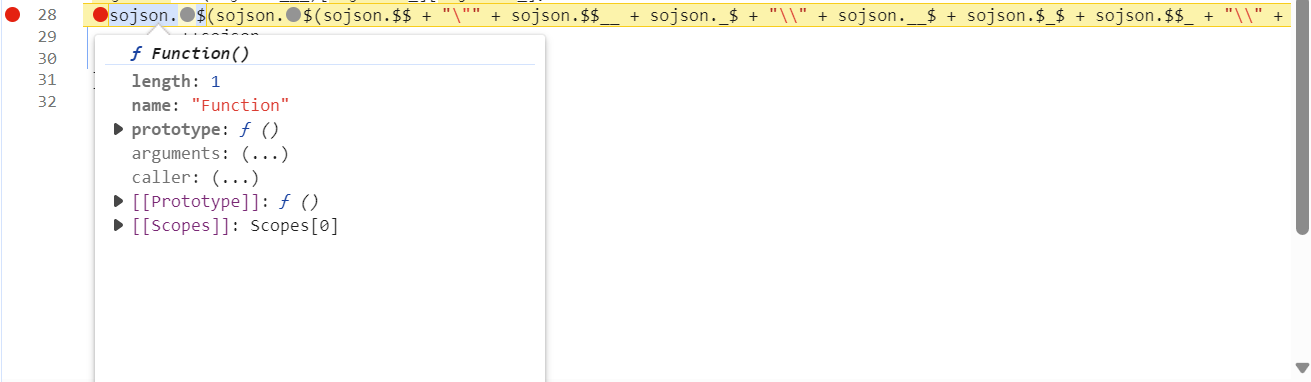 28 sojson.$(sojson.$(sojson.$$ + "\"" + sojson.$$__ + sojson._$ + "\\" + sojson.__$ + sojson.$_$ + sojson.$$_ + "\\" +
29
30
31
32
ƒ Function()
length: 1
name: "Function"
prototype: ƒ ()
arguments: (...)
caller: (...)
[[Prototype]]: ƒ ()
[[Scopes]]: Scopes[0]